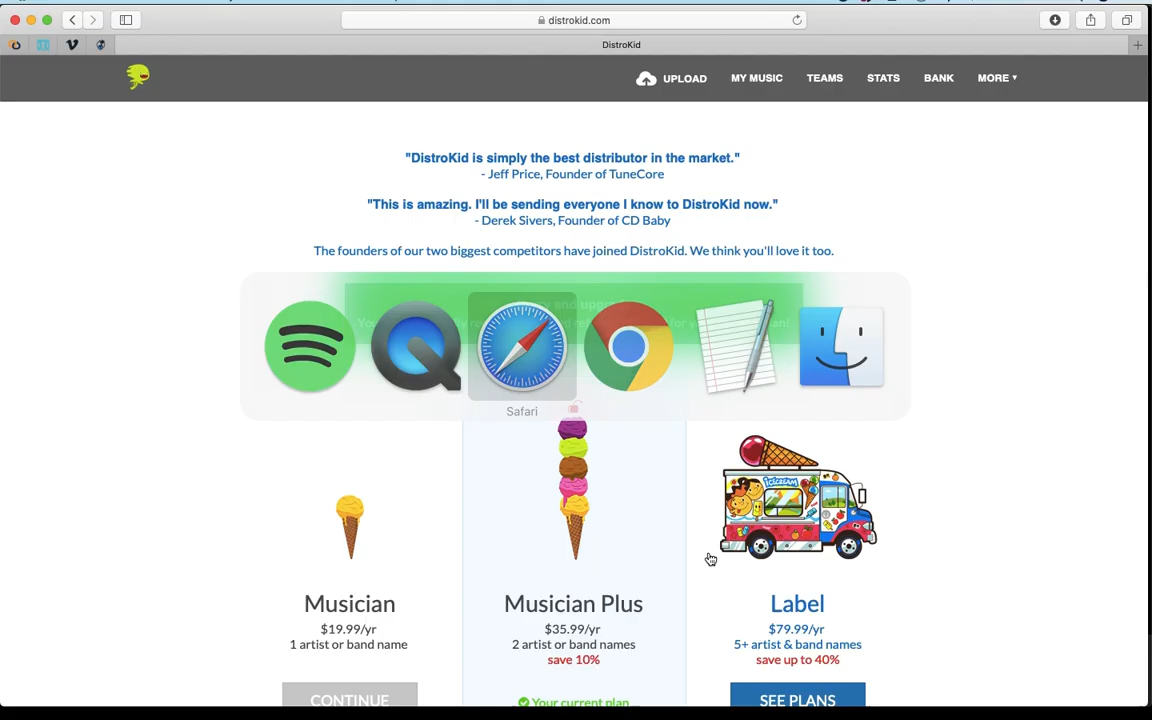 distrokid.com
DistroKid
UPLOAD
MY MUSIC
TEAMS
STATS
BANK
MORE
"DistroKid is simply the best distributor in the market."
- Jeff Price, Founder of TuneCore
"This is amazing. I'll be sending everyone I know to DistroKid now."
- Derek Sivers, Founder of CD Baby
The founders of our two biggest competitors have joined DistroKid. We think you'll love it too.
Safari
ICECREAM
Musician
$19.99/yr
1 artist or band name
CONTINUE
Musician Plus
$35.99/yr
2 artist or band names
save 10%
Your current plan
Label
$79.99/yr
5+ artist & band names
save up to 40%
SEE PLANS